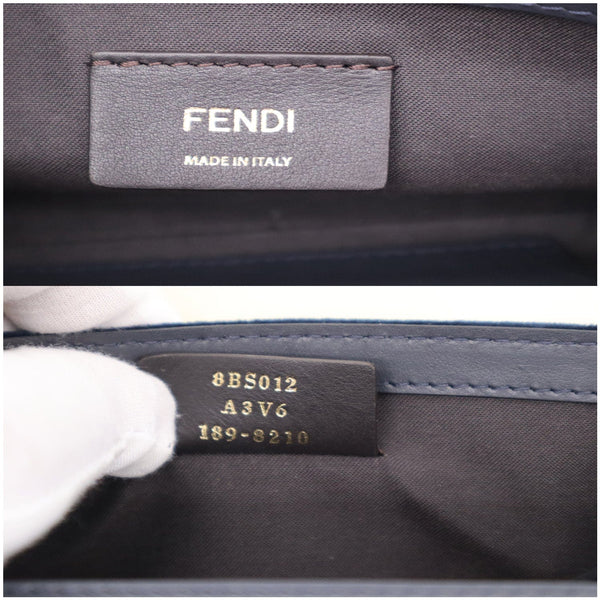 FENDI
MADE IN ITALY
8BS012
A3V6
189-8210